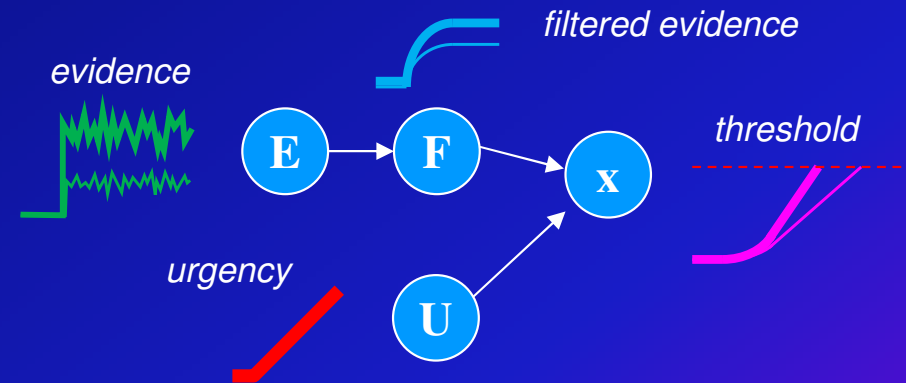 filtered evidence
evidence
threshold
E
F
x
urgency
U